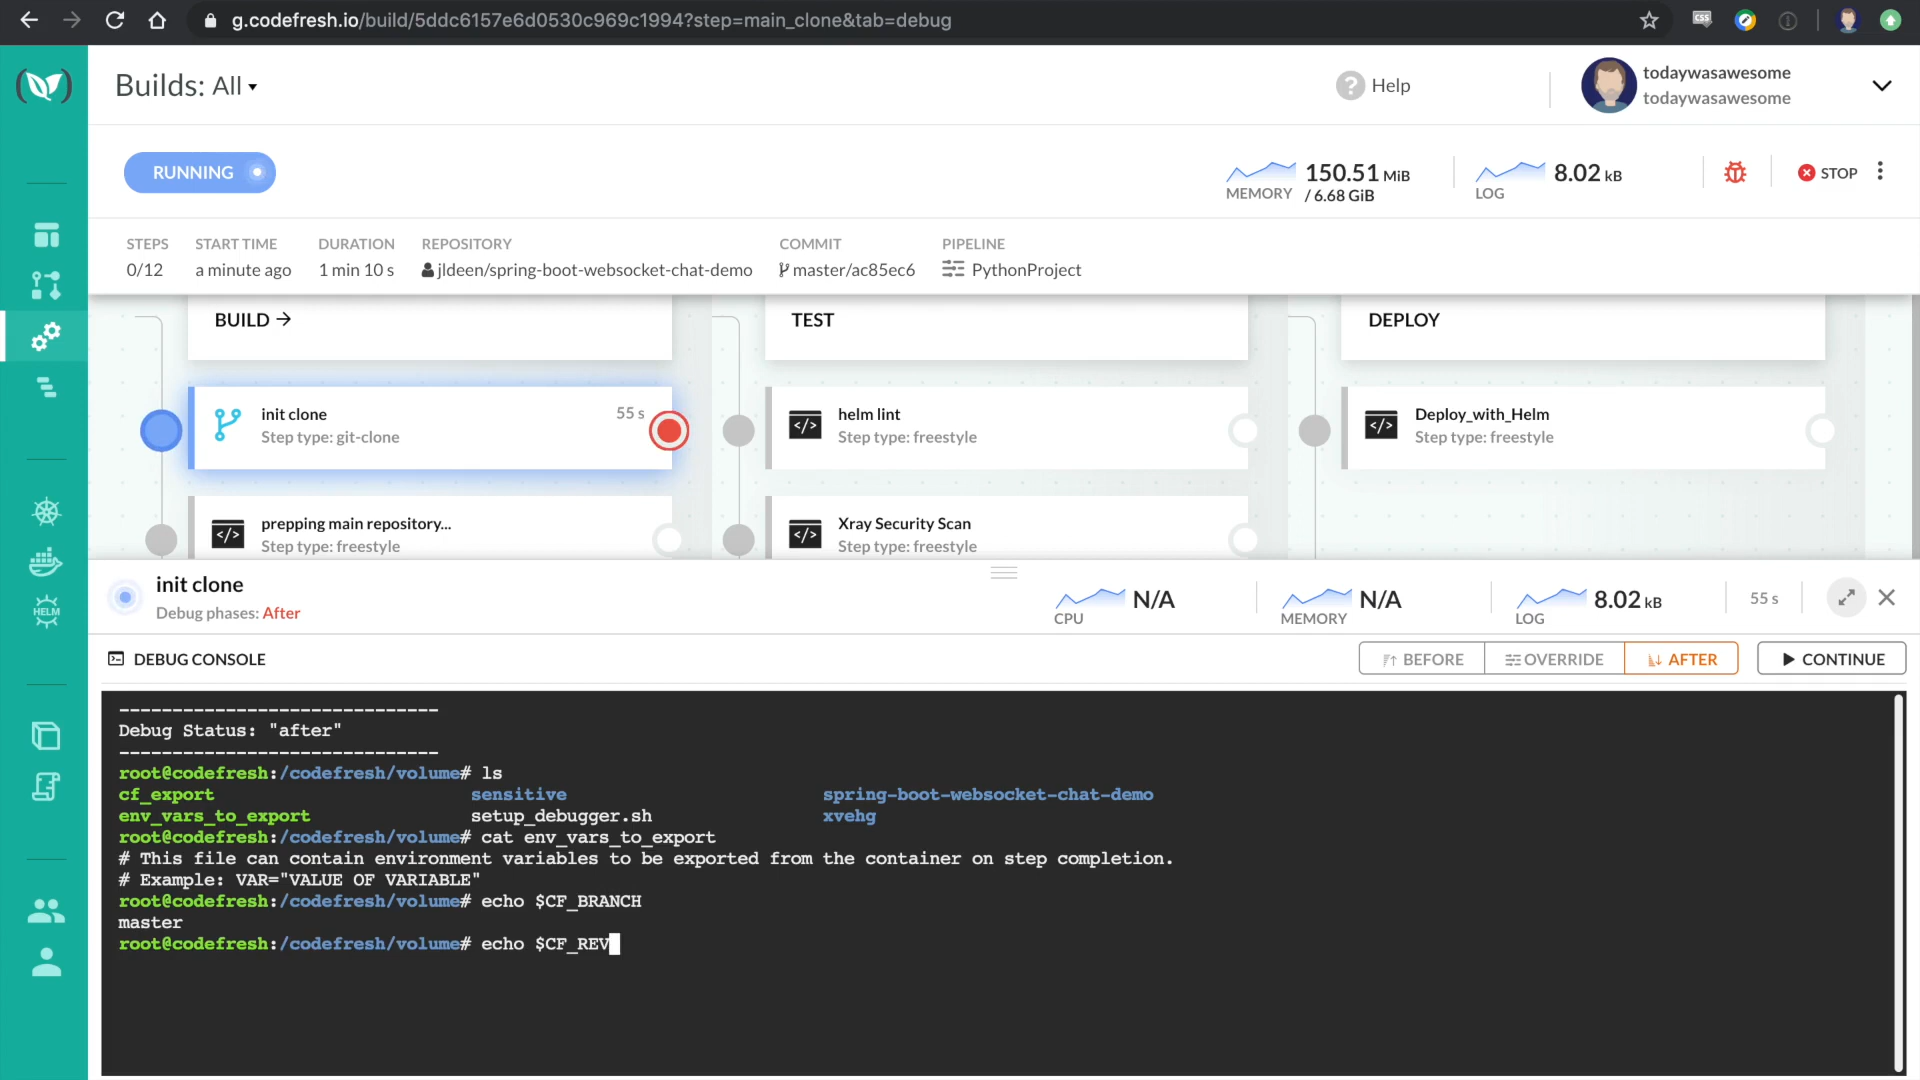 g.codefresh.io/build/5ddc6157e6d0530c969c1994?step=main_clone&tab=debug
CSS
Builds: All
? Help
todaywasawesome
todaywasawesome
RUNNING
MEMORY
150.51 MiB
/ 6.68 GiB
LOG
8.02 kB
STOP
STEPS
0/12
START TIME
a minute ago
DURATION
1 min 10 s
REPOSITORY
jldeen/spring-boot-websocket-chat-demo
COMMIT
master/ac85ec6
PIPELINE
PythonProject
BUILD →
TEST
DEPLOY
init clone
Step type: git-clone
55 s
helm lint
Step type: freestyle
Deploy_with_Helm
Step type: freestyle
prepping main repository...
Step type: freestyle
Xray Security Scan
Step type: freestyle
HELM
init clone
Debug phases: After
CPU
N/A
MEMORY
N/A
LOG
8.02 kB
55 s
DEBUG CONSOLE
BEFORE
OVERRIDE
AFTER
CONTINUE
------------------------------
Debug Status: "after"
------------------------------
root@codefresh:/codefresh/volume# ls
cf_export sensitive spring-boot-websocket-chat-demo
env_vars_to_export setup_debugger.sh xvehg
root@codefresh:/codefresh/volume# cat env_vars_to_export
# This file can contain environment variables to be exported from the container on step completion.
# Example: VAR="VALUE OF VARIABLE"
root@codefresh:/codefresh/volume# echo $CF_BRANCH
master
root@codefresh:/codefresh/volume# echo $CF_REV